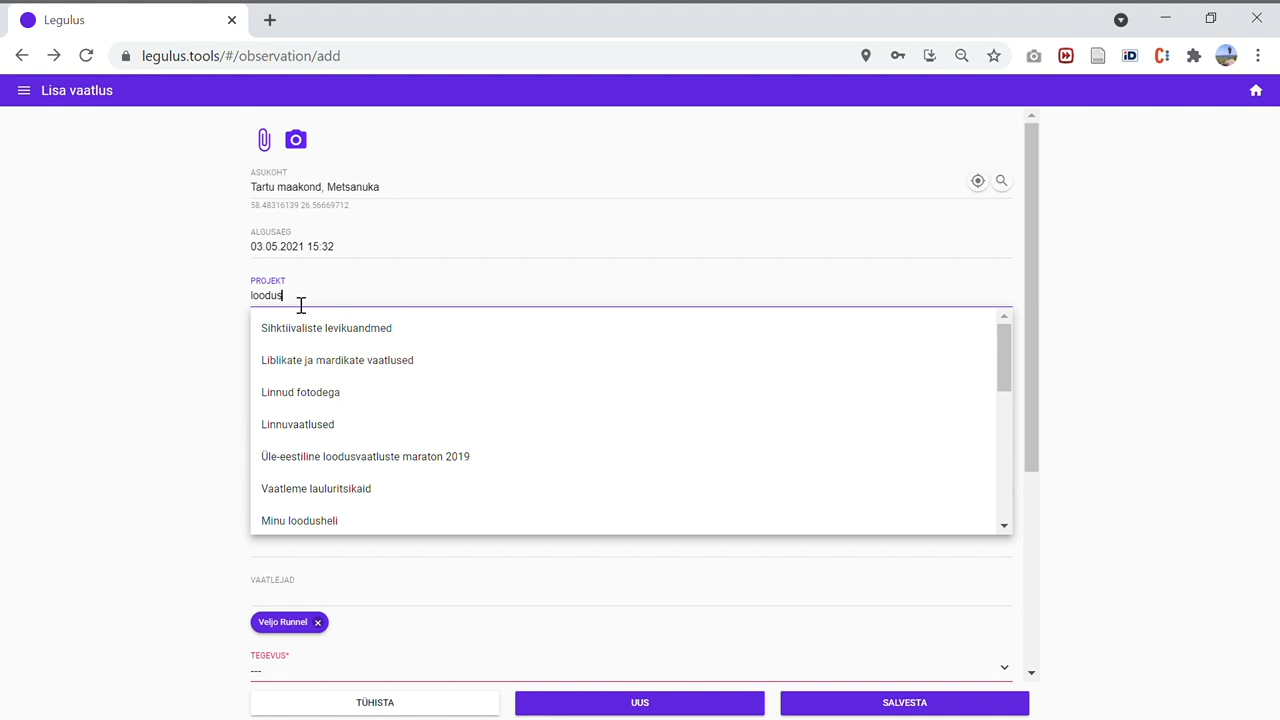 Legulus
legulus.tools/#/observation/add
Lisa vaatlus
ASUKOHT
Tartu maakond, Metsanuka
58.48316139 26.56669712
ALGUSAEG
03.05.2021 15:32
PROJEKT
loodus
Sihktiivaliste levikuandmed
Liblikate ja mardikate vaatlused
Linnud fotodega
Linnuvaatlused
Üle-eestiline loodusvaatluste maraton 2019
Vaatleme lauluritsikaid
Minu loodusheli
VAATLEJAD
Veljo Runnel
TEGEVUS*
---
TÜHISTA UUS SALVESTA